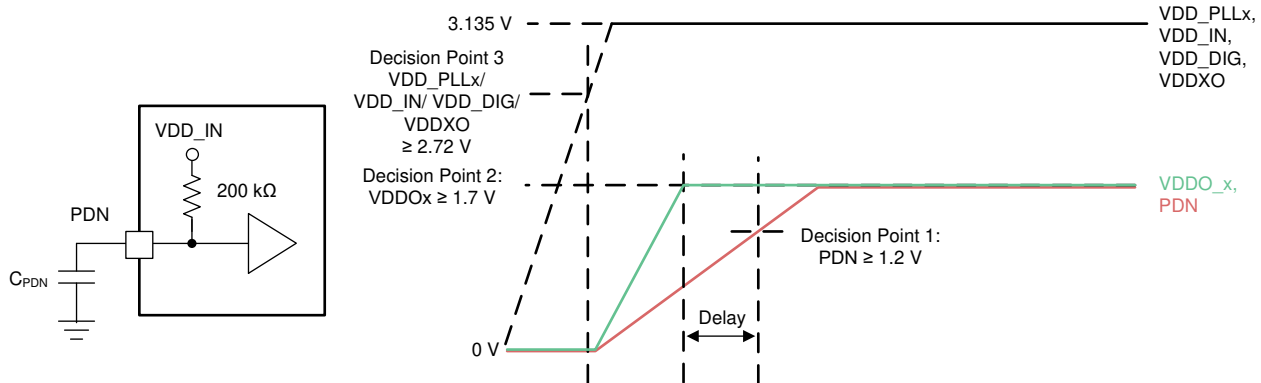 3.135 V
VDD_PLLx,
VDD_IN,
VDD_DIG,
VDDXO
Decision Point 3
VDD_PLLx/
VDD_IN/ VDD_DIG/
VDDXO
≥ 2.72 V
VDD_IN
200 kΩ
PDN
CPDN
Decision Point 2:
VDDOx ≥ 1.7 V
VDDO_x,
PDN
Decision Point 1:
PDN ≥ 1.2 V
Delay
0 V